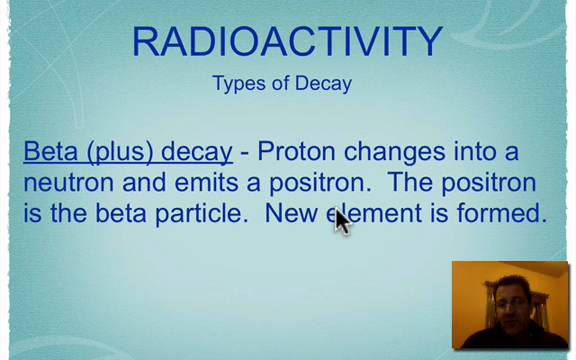 RADIOACTIVITY
Types of Decay
Beta (plus) decay - Proton changes into a
neutron and emits a positron. The positron
is the beta particle. New element is formed.